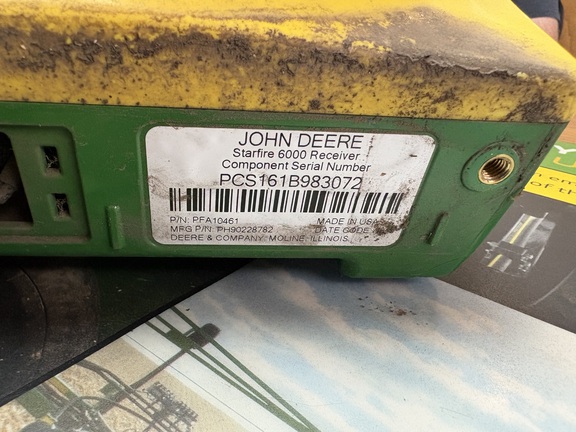 JOHN DEERE
Starfire 6000 Receiver
Component Serial Number
PCS161B983072
P/N: PFA10461 MADE IN USA
MRG P/N: PH90228782 DATE CODE
DEERE & COMPANY MOLINE ILLINOIS